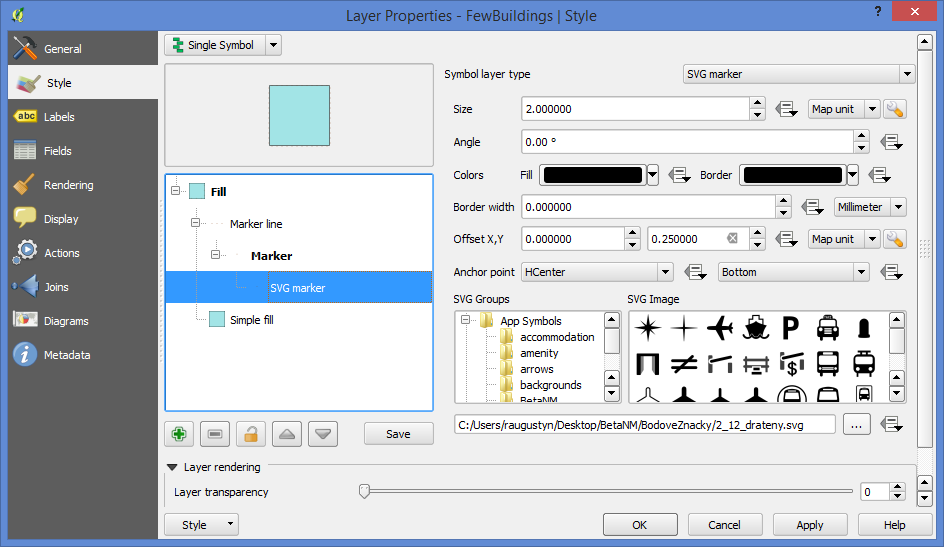 Layer Properties - FewBuildings | Style
?
General
Style
Labels
Fields
Rendering
Display
Actions
Joins
Diagrams
Metadata
abc
Single Symbol
Fill
Marker line
Marker
SVG marker
Simple fill
Save
Symbol layer type
SVG marker
Size
2.000000
Map unit
Angle
0.00 °
Colors
Fill
Border
Border width
0.000000
Millimeter
Offset X,Y
0.000000
0.250000
Map unit
Anchor point
HCenter
Bottom
SVG Groups
SVG Image
App Symbols
accommodation
amenity
arrows
backgrounds
BetaNM
P
$
C:/Users/raugustyn/Desktop/BetaNM/BodoveZnacky/2_12_drateny.svg
...
Layer rendering
Layer transparency
0
Style
OK
Cancel
Apply
Help